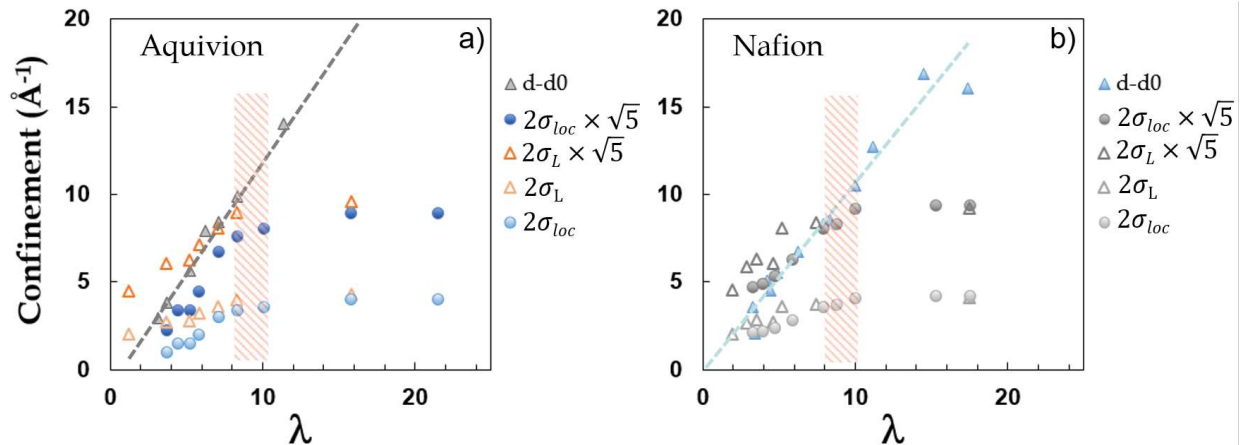 Aquivion
a)
Confinement (Å⁻¹)
20
15
10
5
0
0
10
20
λ
d-d0
2σ_loc × √5
2σ_L × √5
2σ_L
2σ_loc
Nafion
b)
20
15
10
5
0
0
10
20
λ
d-d0
2σ_loc × √5
2σ_L × √5
2σ_L
2σ_loc